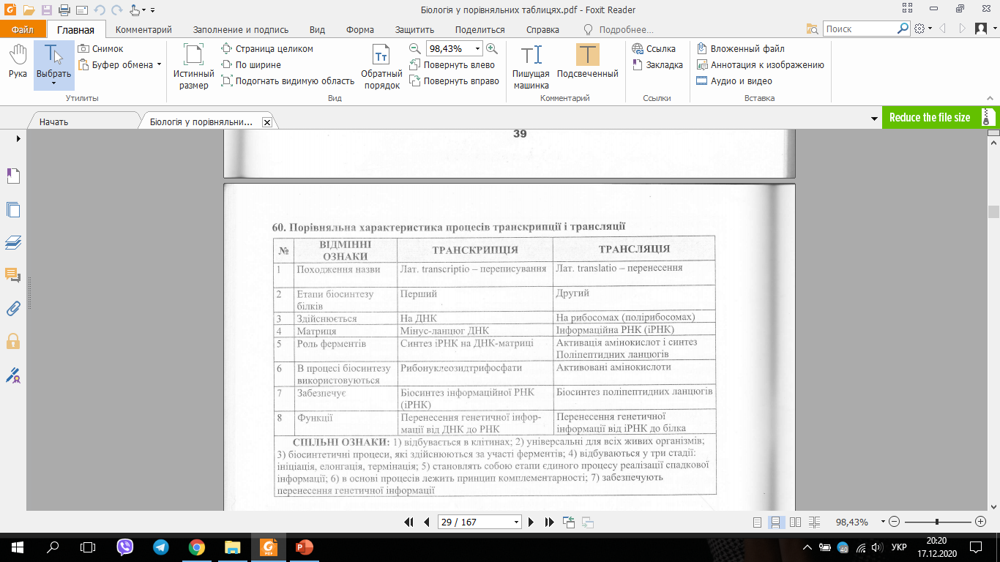 Біологія у порівняльних таблицях.pdf - Foxit Reader
Файл
Главная
Комментарий
Заполнение и подпись
Вид
Форма
Защитить
Поделиться
Справка
Подробнее...
Поиск
Рука
Выбрать
Снимок
Буфер обмена
Утилиты
Истинный размер
Страница целиком
По ширине
Подогнать видимую область
Обратный порядок
98,43%
Повернуть влево
Повернуть вправо
Вид
Пишущая машинка
Подсвеченный
Комментарий
Ссылка
Закладка
Ссылки
Вложенный файл
Аннотация к изображению
Аудио и видео
Вставка
Начать
Біологія у порівняльни...
Reduce the file size
39
60. Порівняльна характеристика процесів транскрипції і трансляції
№ ВІДМІННІ ОЗНАКИ ТРАНСКРИПЦІЯ ТРАНСЛЯЦІЯ
1 Походження назви Лат. transcriptio – переписування Лат. translatio – перенесення
2 Етапи біосинтезу білків Перший Другий
3 Здійснюється На ДНК На рибосомах (полірибосомах)
4 Матриця Мінус-ланцюг ДНК Інформаційна РНК (іРНК)
5 Роль ферментів Синтез іРНК на ДНК-матриці Активація амінокислот і синтез Поліпептидних ланцюгів
6 В процесі біосинтезу використовуються Рибонуклеозидтрифосфати Активовані амінокислоти
7 Забезпечує Біосинтез інформаційної РНК (іРНК) Біосинтез поліпептидних ланцюгів
8 Функції Перенесення генетичної інфор-мації від ДНК до РНК Перенесення генетичної інформації від іРНК до білка
СПІЛЬНІ ОЗНАКИ: 1) відбувається в клітинах; 2) універсальні для всіх живих організмів;
3) біосинтетичні процеси, які здійснюються за участі ферментів; 4) відбуваються у три стадії:
ініціація, елонгація, термінація; 5) становлять собою етапи єдиного процесу реалізації спадкової
інформації; 6) в основі процесів лежить принцип комплементарності; 7) забезпечують
перенесення генетичної інформації
29 / 167
98,43%
PDF
40
УКР
20:20
17.12.2020